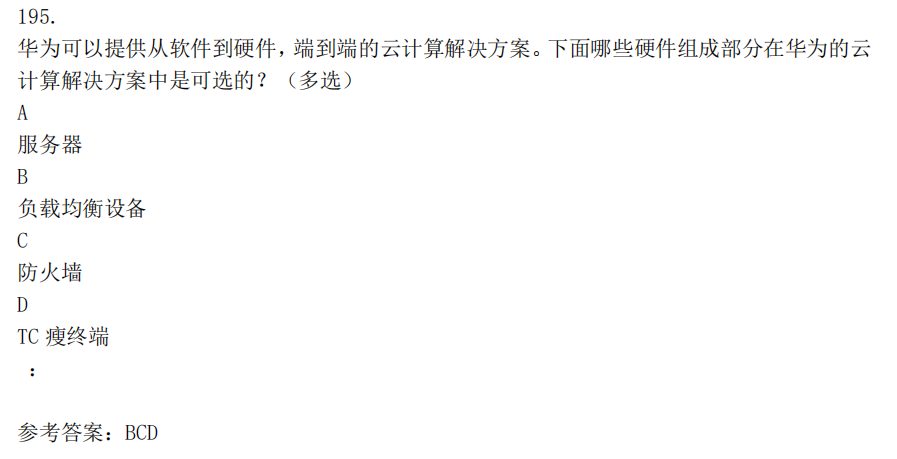 195.
华为可以提供从软件到硬件，端到端的云计算解决方案。下面哪些硬件组成部分在华为的云
计算解决方案中是可选的？（多选）
A
服务器
B
负载均衡设备
C
防火墙
D
TC 瘦终端
：
参考答案：BCD